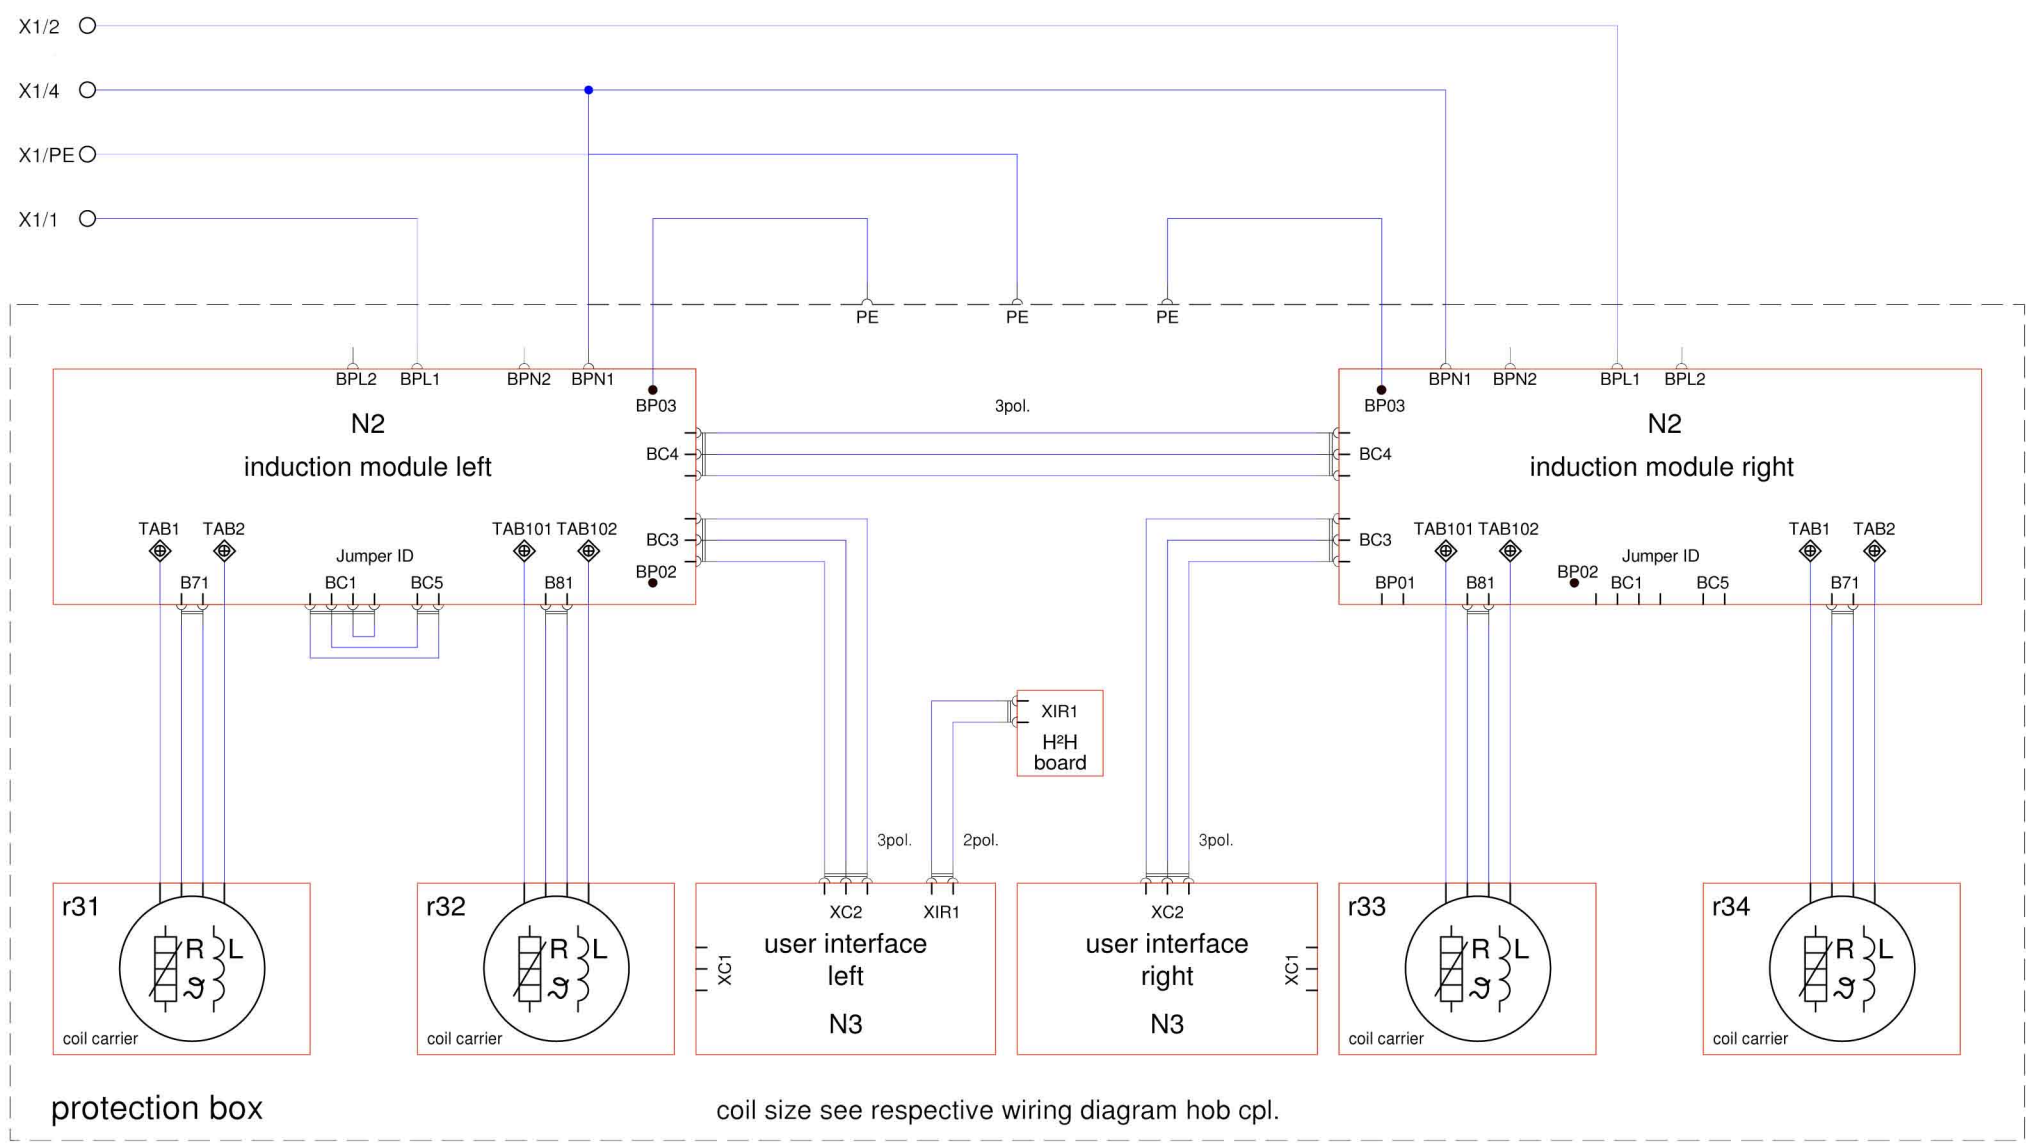 X1/2
X1/4
X1/PE
X1/1
PE PE PE
BPL2 BPL1 BPN2 BPN1
BPN1 BPN2 BPL1 BPL2
BP03
3pol.
BP03
N2
N2
BC4
BC4
induction module left
induction module right
TAB1 TAB2
TAB101 TAB102
TAB101 TAB102
TAB1 TAB2
BC3
BC3
Jumper ID
Jumper ID
BP02
BP02
B71
BC1
BC5
B81
BP01
B81
BC1
BC5
B71
XIR1
H²H
board
3pol.
2pol.
3pol.
r31
r32
XC2
XIR1
XC2
r33
r34
R L
ϑ
R L
ϑ
user interface
left
user interface
right
R L
ϑ
R L
ϑ
XC1
XC1
N3
N3
coil carrier
coil carrier
coil carrier
coil carrier
protection box
coil size see respective wiring diagram hob cpl.